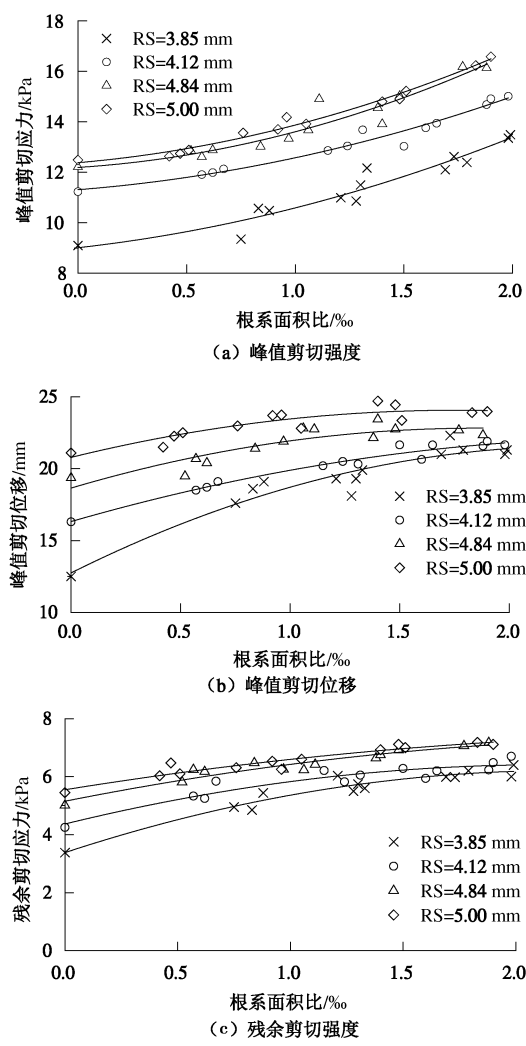 18
16
14
12
10
8
峰值剪切应力/kPa
RS=3.85 mm
RS=4.12 mm
RS=4.84 mm
RS=5.00 mm
0.0 0.5 1.0 1.5 2.0
根系面积比/‰
（a）峰值剪切强度
25
20
15
10
峰值剪切位移/mm
RS=3.85 mm
RS=4.12 mm
RS=4.84 mm
RS=5.00 mm
0.0 0.5 1.0 1.5 2.0
根系面积比/‰
（b）峰值剪切位移
8
6
4
2
0
残余剪切应力/kPa
RS=3.85 mm
RS=4.12 mm
RS=4.84 mm
RS=5.00 mm
0.0 0.5 1.0 1.5 2.0
根系面积比/‰
（c）残余剪切强度